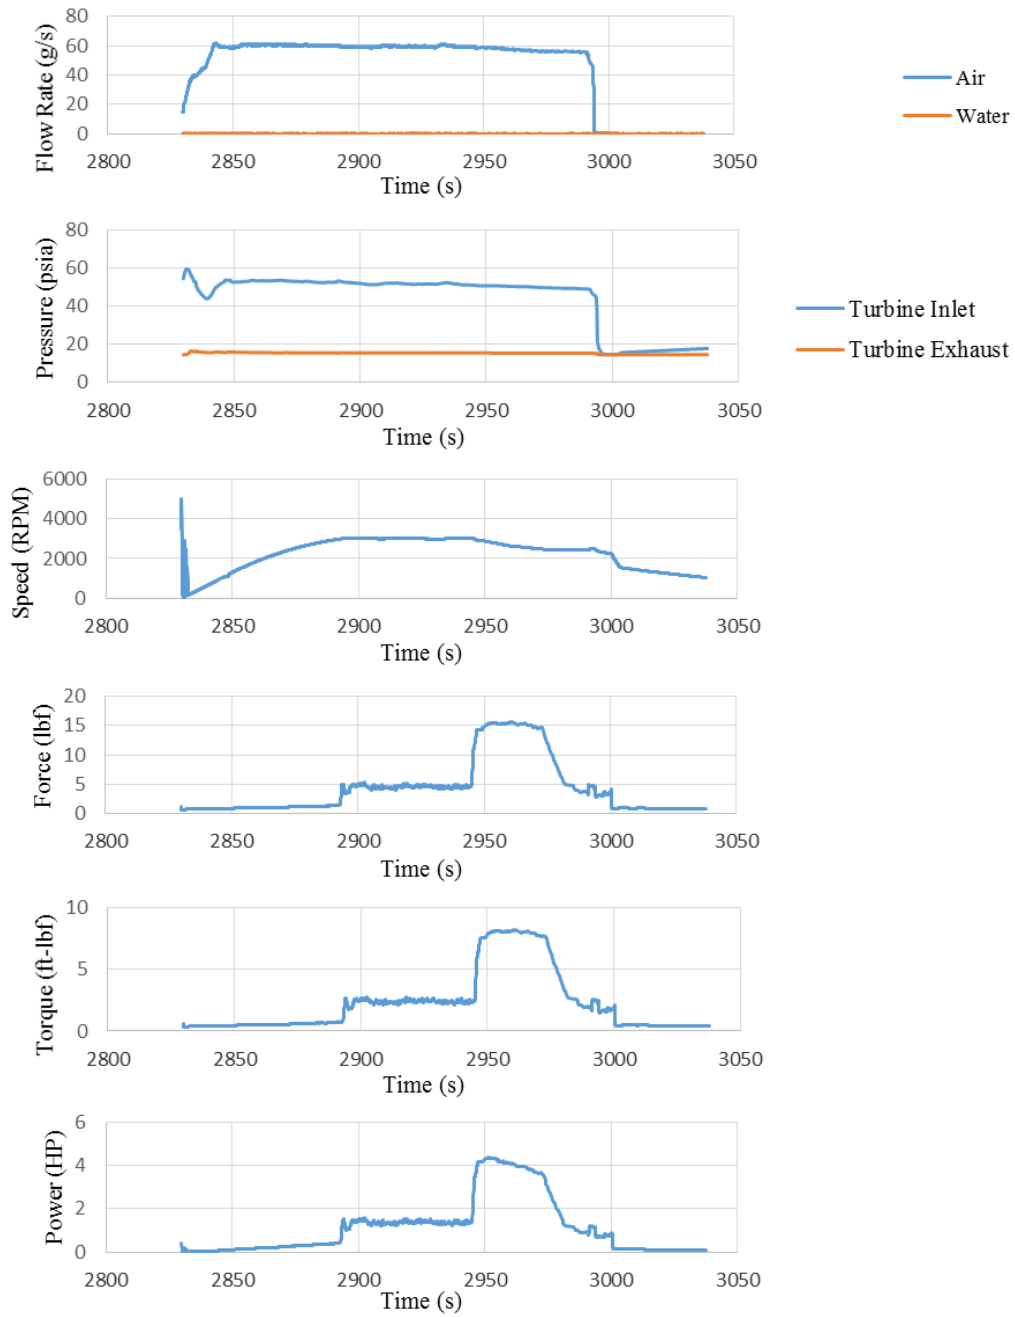 80
60
40
20
0
Flow Rate (g/s)
2800 2850 2900 2950 3000 3050
Time (s)
Air
Water
80
60
40
20
0
Pressure (psia)
2800 2850 2900 2950 3000 3050
Time (s)
Turbine Inlet
Turbine Exhaust
6000
4000
2000
0
Speed (RPM)
2800 2850 2900 2950 3000 3050
Time (s)
20
15
10
5
0
Force (lbf)
2800 2850 2900 2950 3000 3050
Time (s)
10
5
0
Torque (ft-lbf)
2800 2850 2900 2950 3000 3050
Time (s)
6
4
2
0
Power (HP)
2800 2850 2900 2950 3000 3050
Time (s)